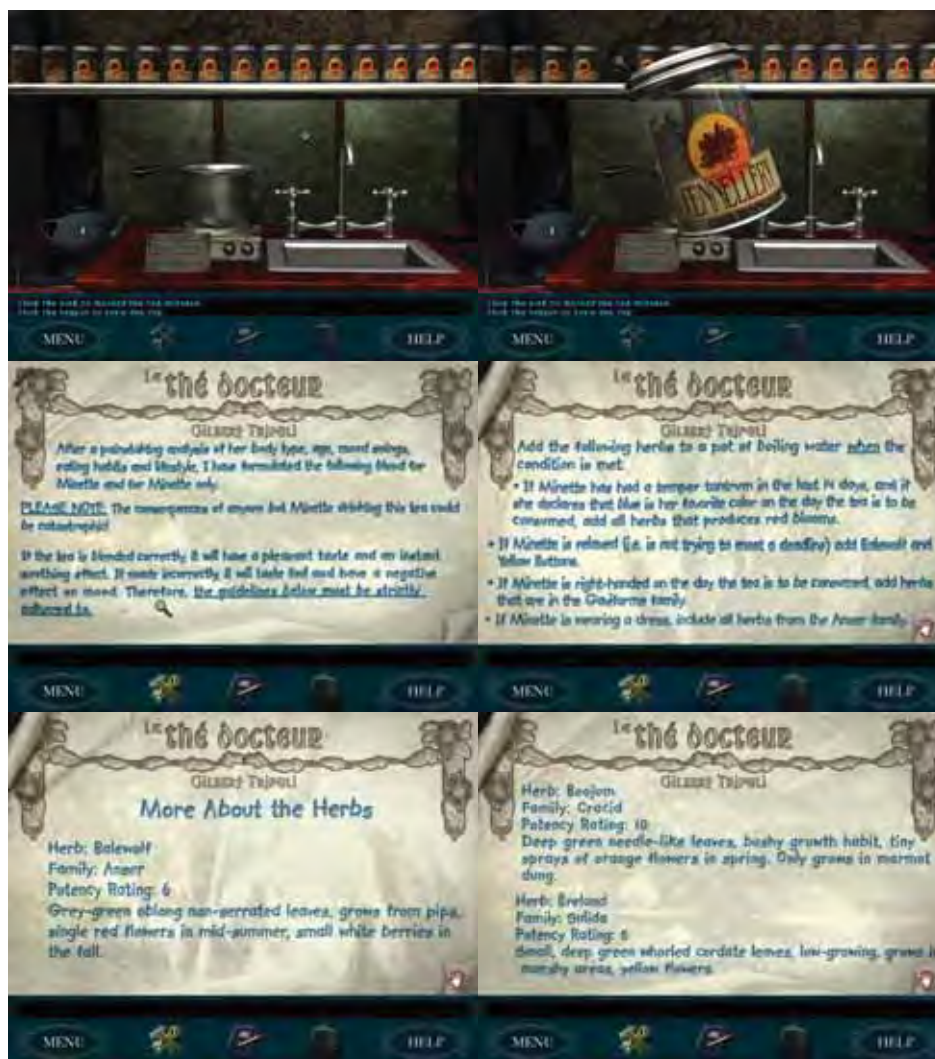 FENNELLERY
MENU
HELP
MENU
HELP
Le
thé docteur
Gilbert Tripoli
After a painstaking analysis of her body type, age, mood swings,
eating habits and lifestyle, I have formulated the following blend for
Minette and for Minette only.
PLEASE NOTE: The consequences of anyone but Minette drinking this tea could
be catastrophic!
If the tea is blended correctly, it will have a pleasant taste and an instant
soothing effect. If made incorrectly, it will taste foul and have a negative
effect on mood. Therefore, the guidelines below must be strictly
adhered to.
MENU
HELP
Le
thé docteur
Gilbert Tripoli
Add the following herbs to a pot of boiling water when the
condition is met.
• If Minette has had a temper tantrum in the last 14 days, and if
she declares that blue is her favorite color on the day the tea is to be
consumed, add all herbs that produces red blooms.
• If Minette is relaxed (i.e. is not trying to meet a deadline) add Balewolf and
Yellow Buttons.
• If Minette is right-handed on the day the tea is to be consumed, add herbs
that are in the family.
• If Minette is wearing a dress, include all herbs from the Anser family.
MENU
HELP
Le
thé docteur
Gilbert Tripoli
More About the Herbs
Herb: Balewolf
Family: Anser
Potency Rating: 6
Grey-green oblong non-serrated leaves, grows from pips,
single red flowers in mid-summer, small white berries in
the fall.
MENU
HELP
Le
thé docteur
Gilbert Tripoli
Herb: Boojum
Family: Cracid
Potency Rating: 10
Deep green needle-like leaves, bushy growth habit, tiny
sprays of orange flowers in spring. Only grows in marmot
dung.
Herb: Breland
Family:
Potency Rating:
Small, deep green whorled cordate leaves, low-growing, grows in
marshy areas, yellow flowers.
MENU
HELP